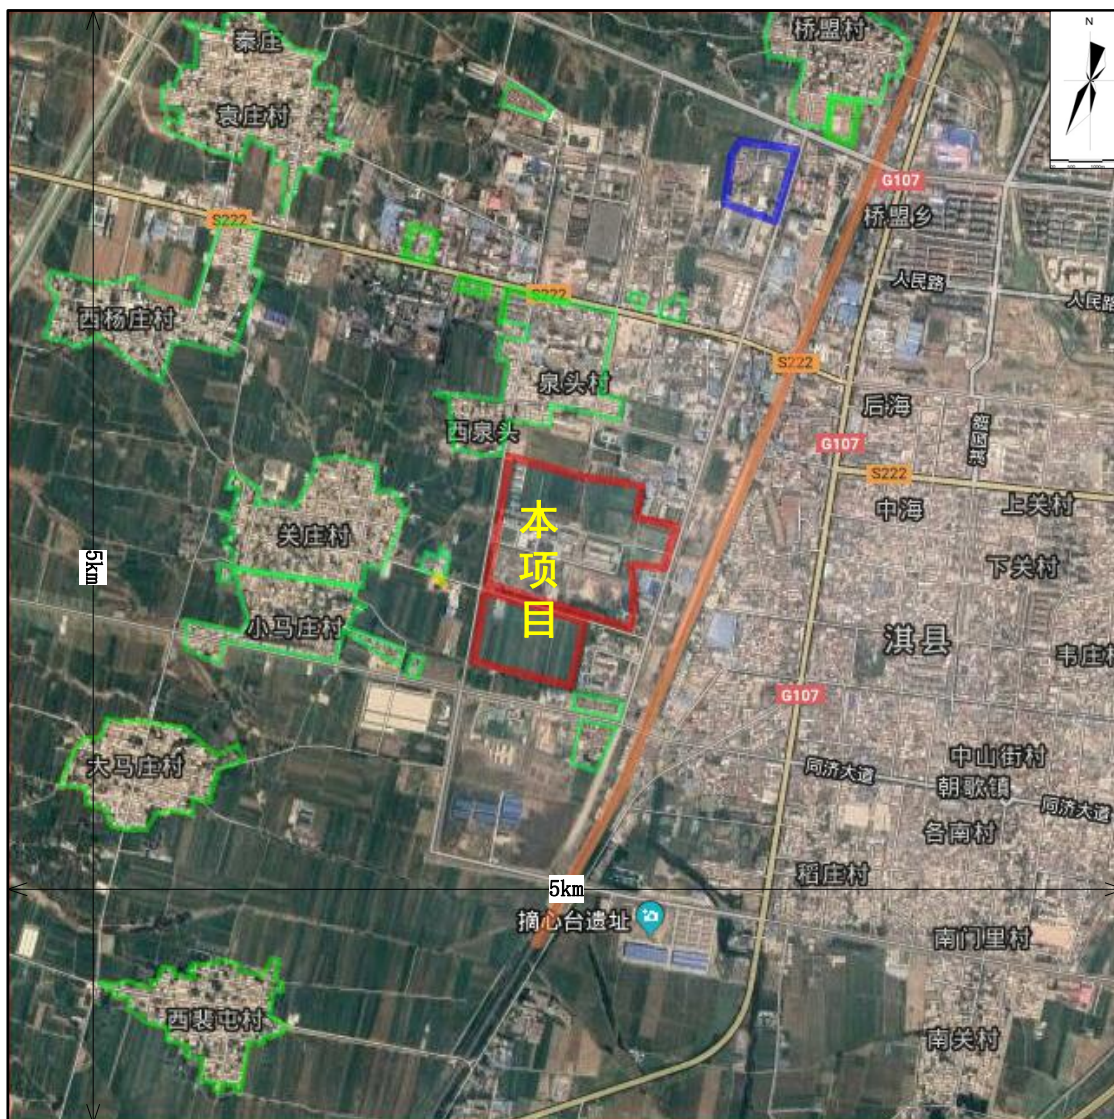 秦庄
桥盟村
N
袁庄村
G107
S222
桥盟乡
人民路
人民路
西杨庄村
S222
S222
泉头村
后海
西泉头
G107
淇园路
S222
中海
上关村
关庄村
本项目
5km
下关村
小马庄村
淇县
韦庄村
G107
大马庄村
中山街村
同济大道
朝歌镇
同济大道
各南村
稻庄村
5km
摘心台遗址
南门里村
西裴屯村
南关村